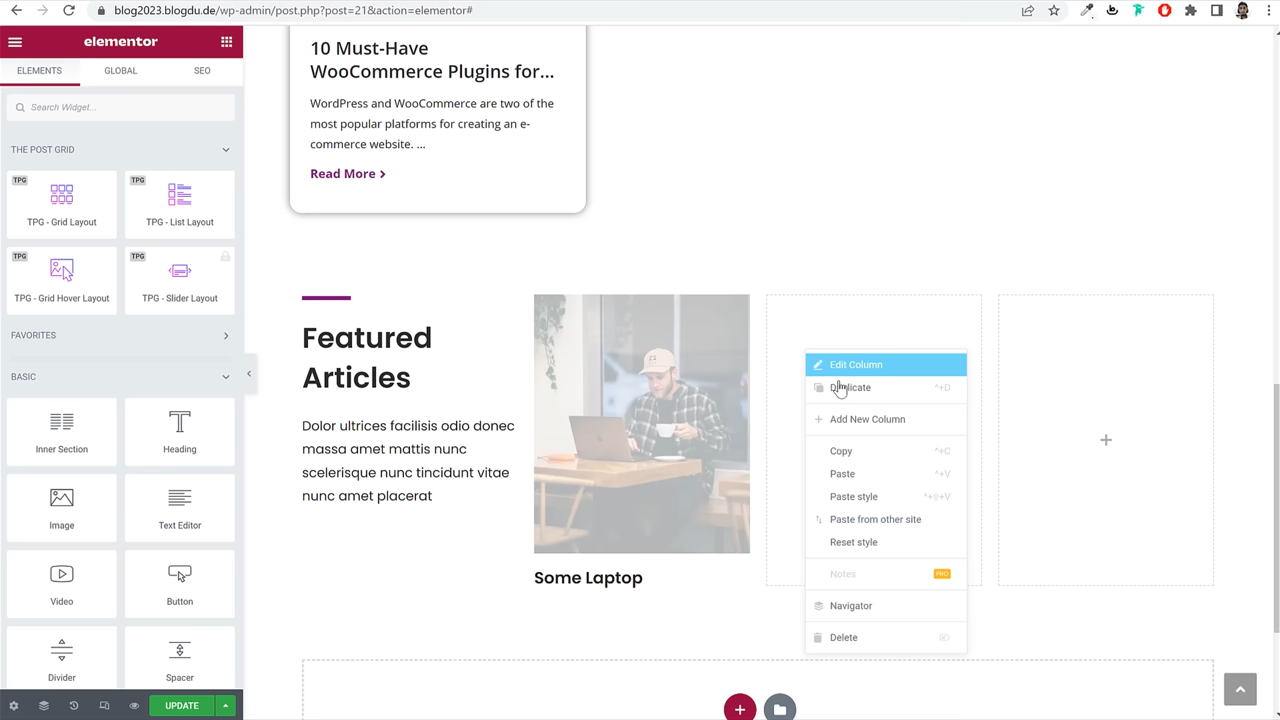 blog2023.blogdu.de/wp-admin/post.php?post=21&action=elementor#
elementor
ELEMENTS
GLOBAL
SEO
Search Widget...
THE POST GRID
TPG
TPG - Grid Layout
TPG
TPG - List Layout
TPG
TPG - Grid Hover Layout
TPG
TPG - Slider Layout
FAVORITES
BASIC
Inner Section
Heading
Image
Text Editor
Video
Button
Divider
Spacer
UPDATE
10 Must-Have
WooCommerce Plugins for...
WordPress and WooCommerce are two of the
most popular platforms for creating an e-
commerce website. ...
Read More
Featured
Articles
Dolor ultrices facilisis odio donec
massa amet mattis nunc
scelerisque nunc tincidunt vitae
nunc amet placerat
Some Laptop
Edit Column
Duplicate ^+D
Add New Column
Copy ^+C
Paste ^+V
Paste style ^+⇧+V
Paste from other site
Reset style
Notes PRO
Navigator
Delete